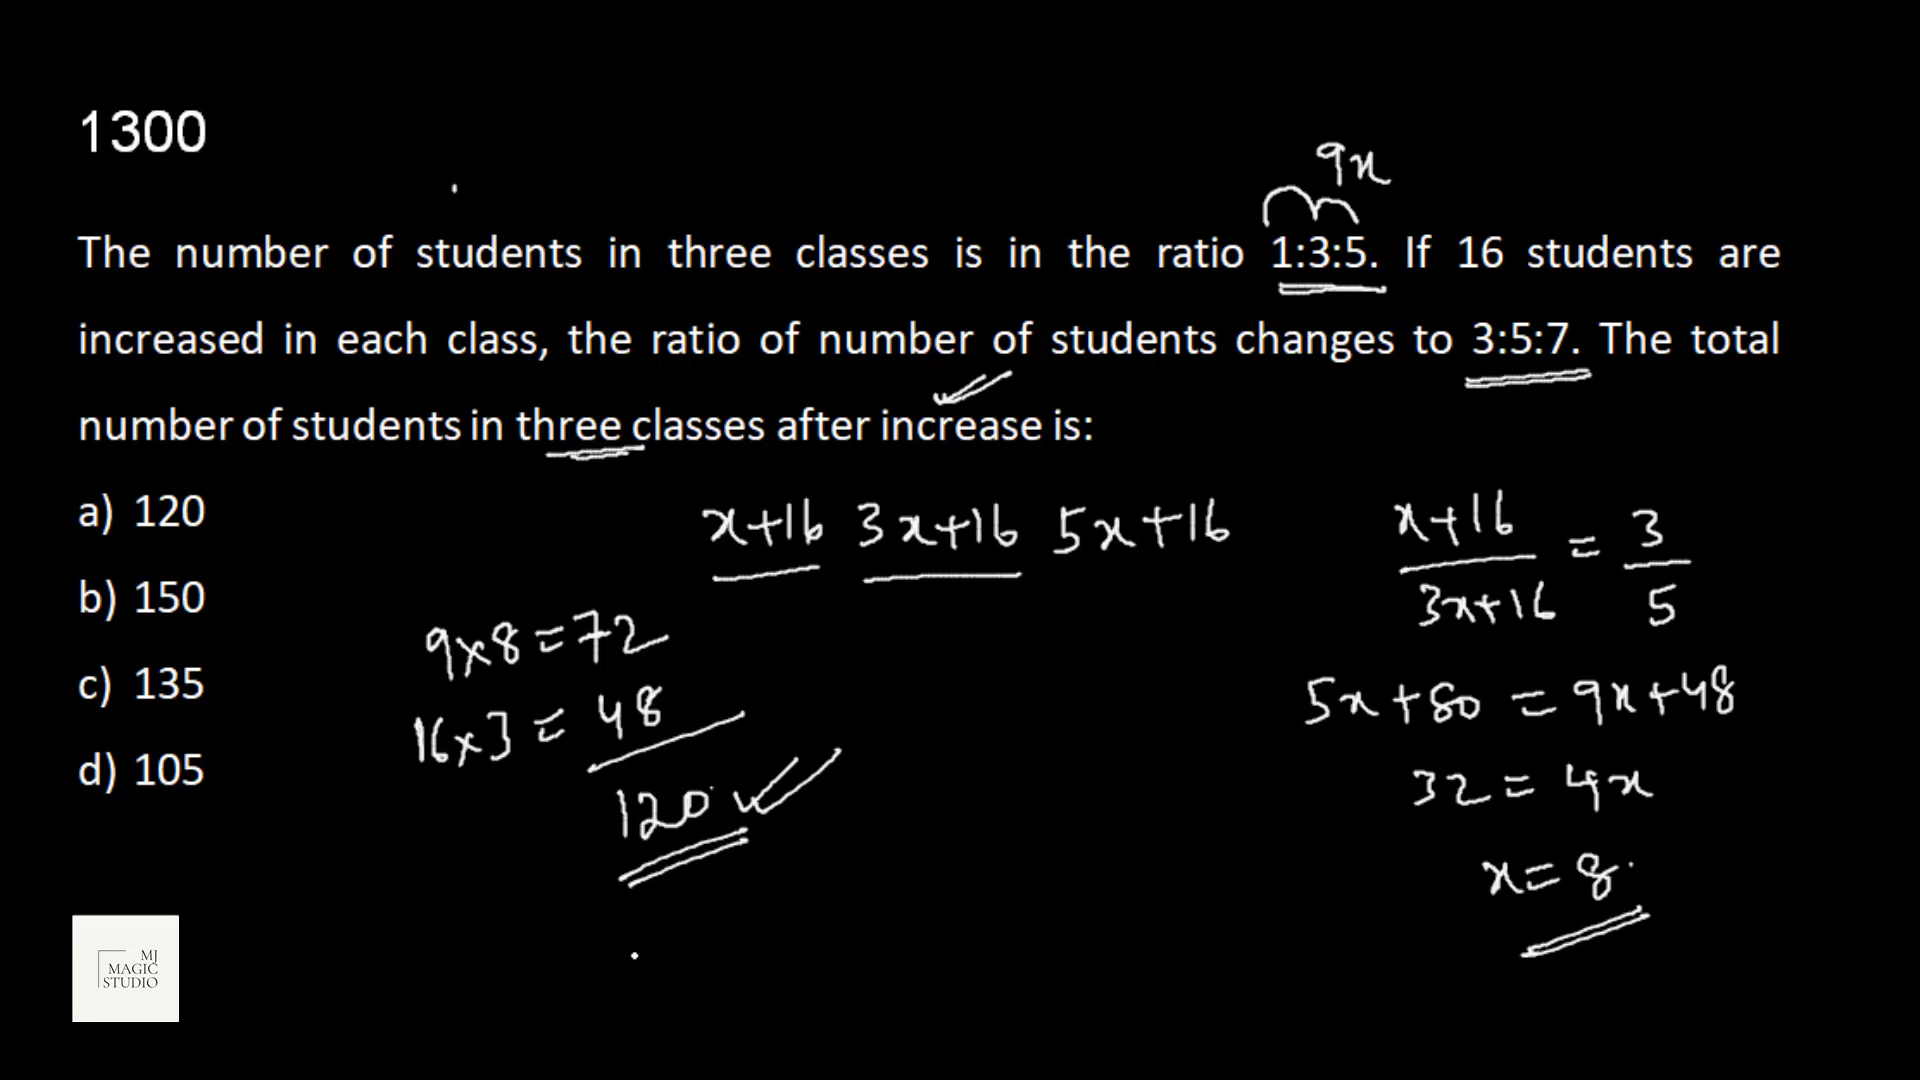 1300
9x
The number of students in three classes is in the ratio 1:3:5. If 16 students are
increased in each class, the ratio of number of students changes to 3:5:7. The total
number of students in three classes after increase is:
a) 120
b) 150
c) 135
d) 105
x+16 3x+16 5x+16
9x8=72
16x3=48
120
x+16 = 3
3x+16 5
5x+80=9x+48
32=4x
x=8
MJ
MAGIC
STUDIO